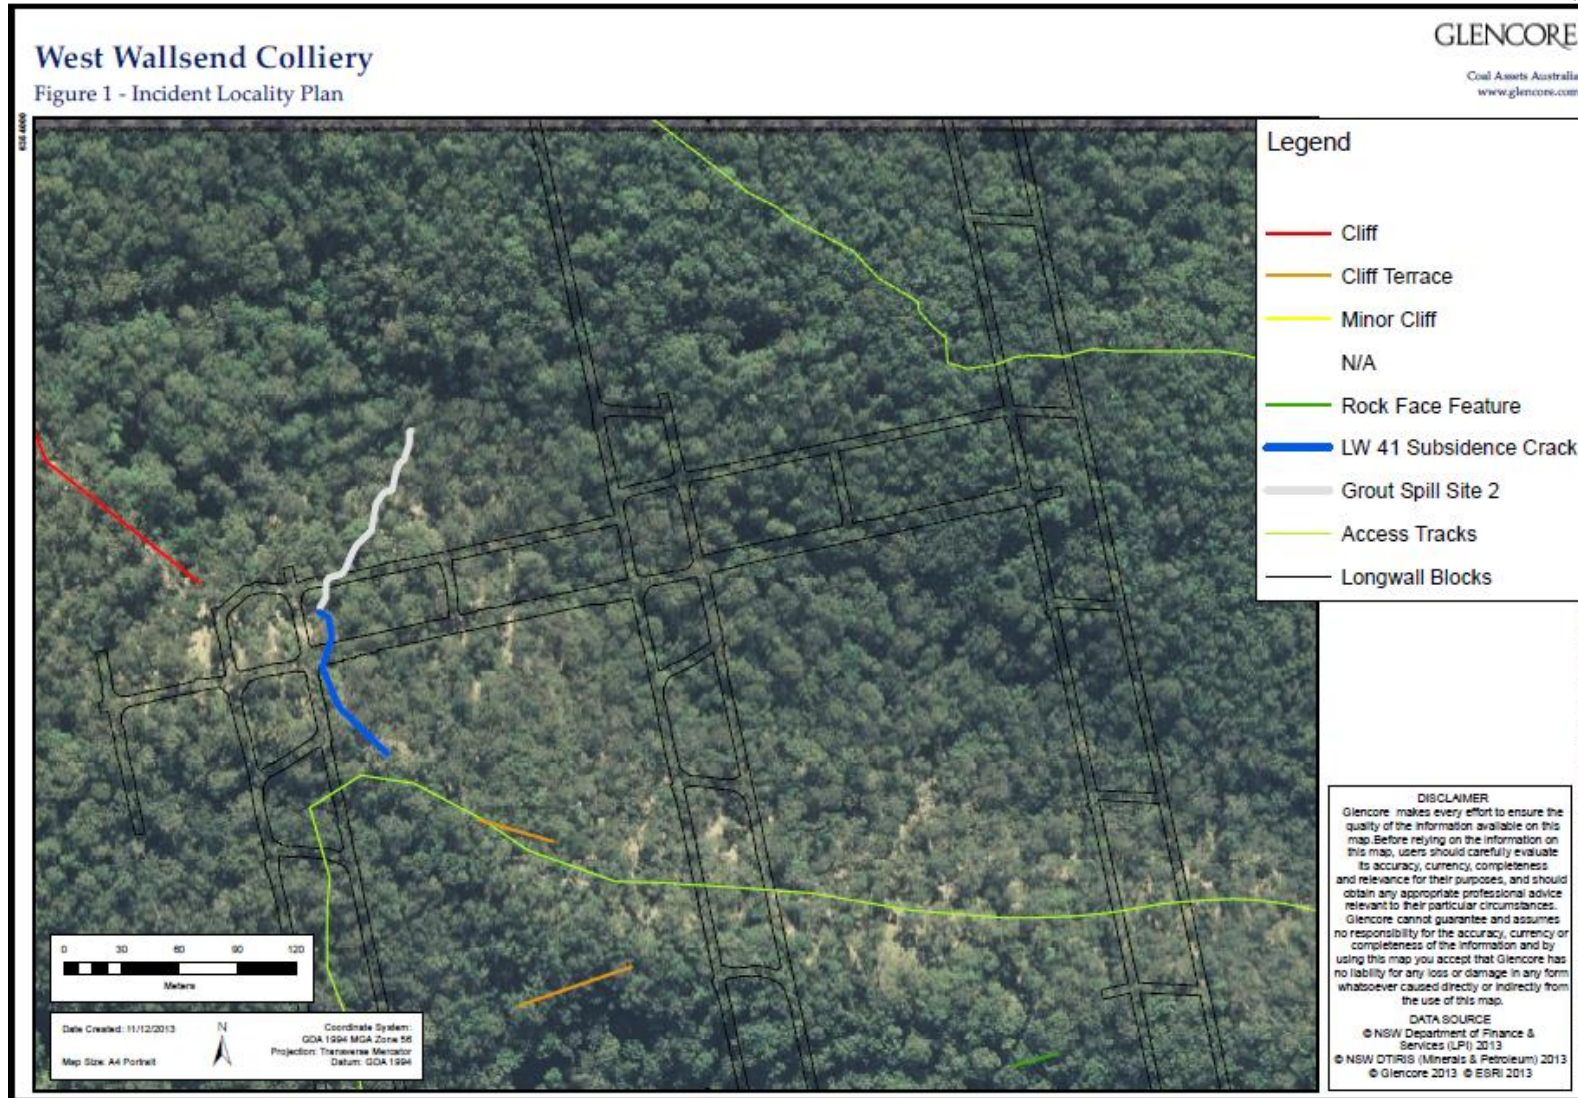 West Wallsend Colliery
Figure 1 - Incident Locality Plan
GLENCORE
Coal Assets Australia
www.glencore.com
636 4000
Legend
Cliff
Cliff Terrace
Minor Cliff
N/A
Rock Face Feature
LW 41 Subsidence Crack
Grout Spill Site 2
Access Tracks
Longwall Blocks
0 30 60 90 120
Meters
Date Created: 11/12/2013
Map Size: A4 Portrait
N
Coordinate System:
GDA 1994 MGA Zone 56
Projection: Transverse Mercator
Datum: GDA 1994
DISCLAIMER
Glencore makes every effort to ensure the
quality of the information available on this
map.Before relying on the information on
this map, users should carefully evaluate
its accuracy, currency, completeness
and relevance for their purposes, and should
obtain any appropriate professional advice
relevant to their particular circumstances.
Glencore cannot guarantee and assumes
no responsibility for the accuracy, currency or
completeness of the information and by
using this map you accept that Glencore has
no liability for any loss or damage in any form
whatsoever caused directly or indirectly from
the use of this map.
DATA SOURCE
© NSW Department of Finance &
Services (LPI) 2013
© NSW DTIRIS (Minerals & Petroleum) 2013
© Glencore 2013 © ESRI 2013